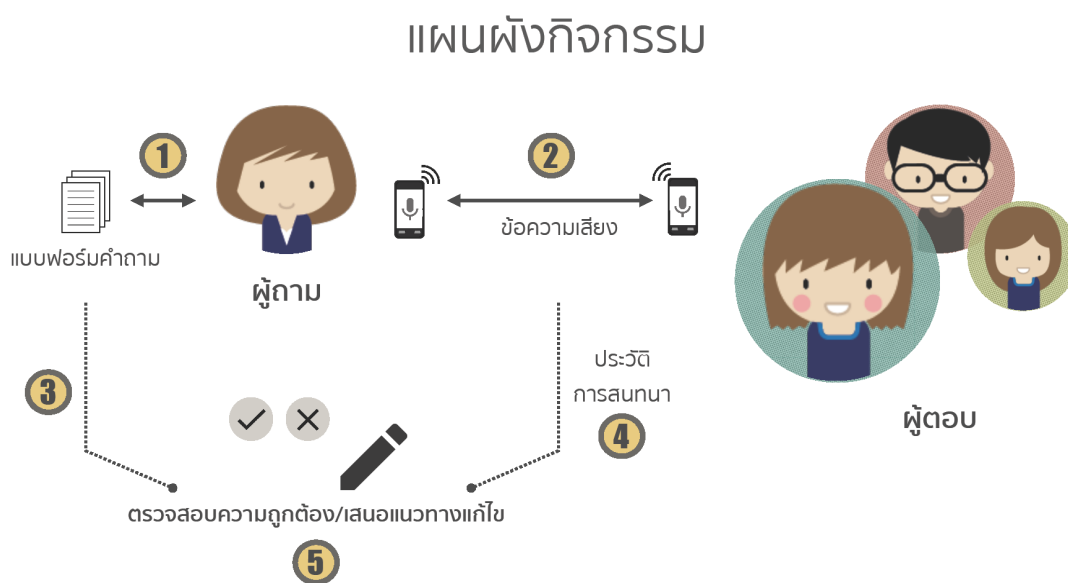 แผนผังกิจกรรม
1
2
แบบฟอร์มคำถาม
ข้อความเสียง
ผู้ถาม
3
ประวัติ
การสนทนา
4
ผู้ตอบ
ตรวจสอบความถูกต้อง/เสนอแนวทางแก้ไข
5